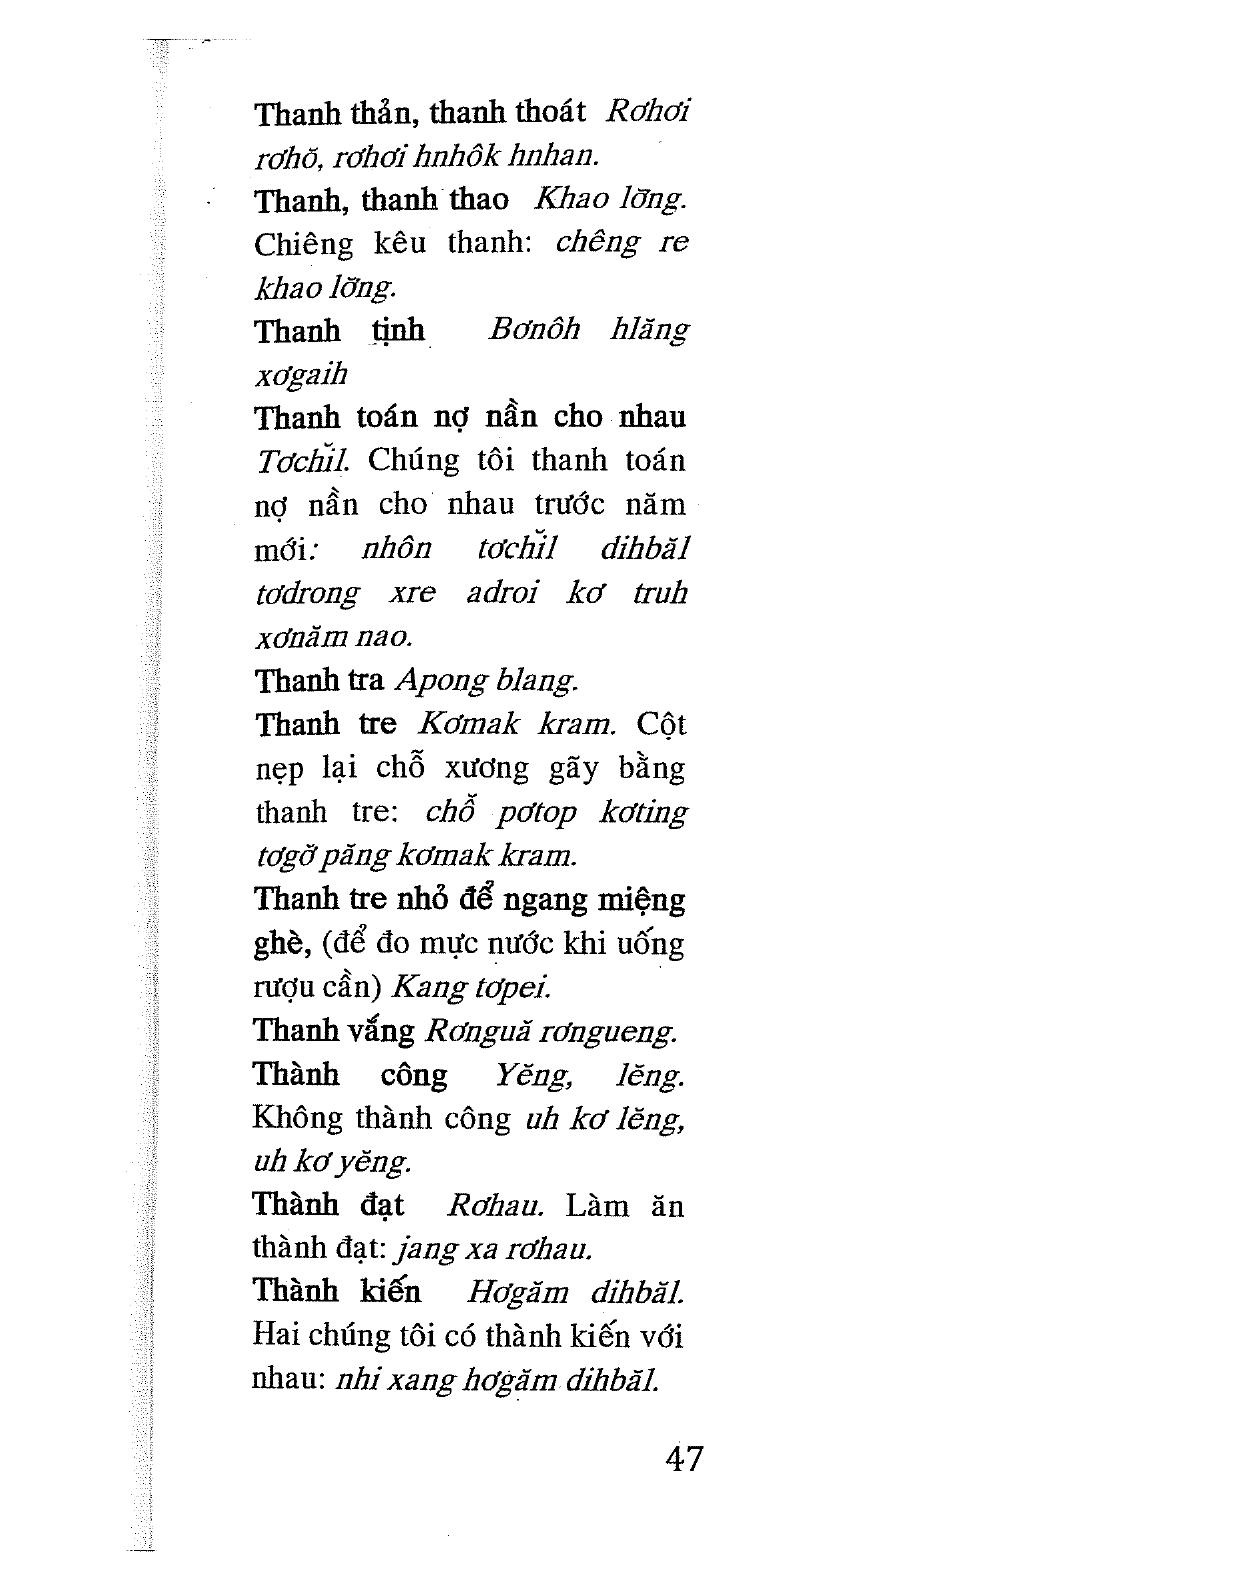 Thanh thản, thanh thoát Rơhơi
rơhŏ, rơhơi hnhôk hnhan.
Thanh, thanh thao Khao lơ̆ng.
Chiêng kêu thanh: chêng re
khao lơ̆ng.
Thanh tịnh Bơnôh hlăng
xơgaih
Thanh toán nợ nần cho nhau
Tơchĭl. Chúng tôi thanh toán
nợ nần cho nhau trước năm
mới: nhôn tơchĭl dihbăl
tơdrong xre adroi kơ truh
xơnăm nao.
Thanh tra Apong blang.
Thanh tre Kơmak kram. Cột
nẹp lại chỗ xương gãy bằng
thanh tre: chô̆ pơtop kơting
tơgơ̆ păng kơmak kram.
Thanh tre nhỏ để ngang miệng
ghè, (để đo mực nước khi uống
rượu cần) Kang tơpei.
Thanh vắng Rơnguă rơngueng.
Thành công Yĕng, lĕng.
Không thành công uh kơ lĕng,
uh kơ yĕng.
Thành đạt Rơhau. Làm ăn
thành đạt: jang xa rơhau.
Thành kiến Hơgăm dihbăl.
Hai chúng tôi có thành kiến với
nhau: nhi xang hơgăm dihbăl.
47